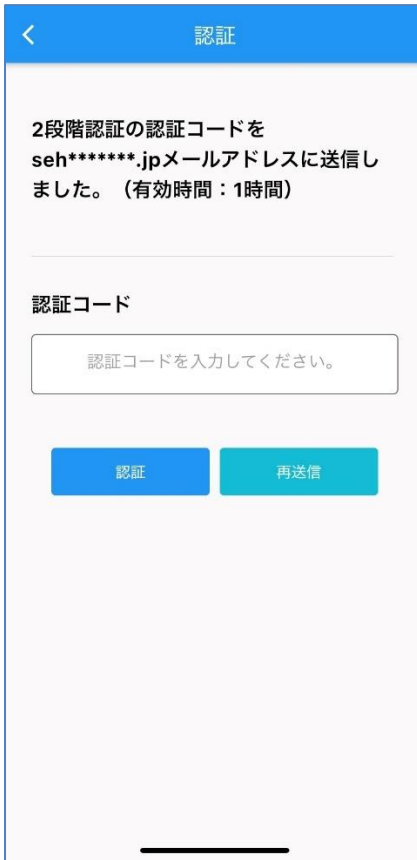 認証
2段階認証の認証コードを
seh*******.jpメールアドレスに送信し
ました。（有効時間：1時間）
認証コード
認証コードを入力してください。
認証
再送信